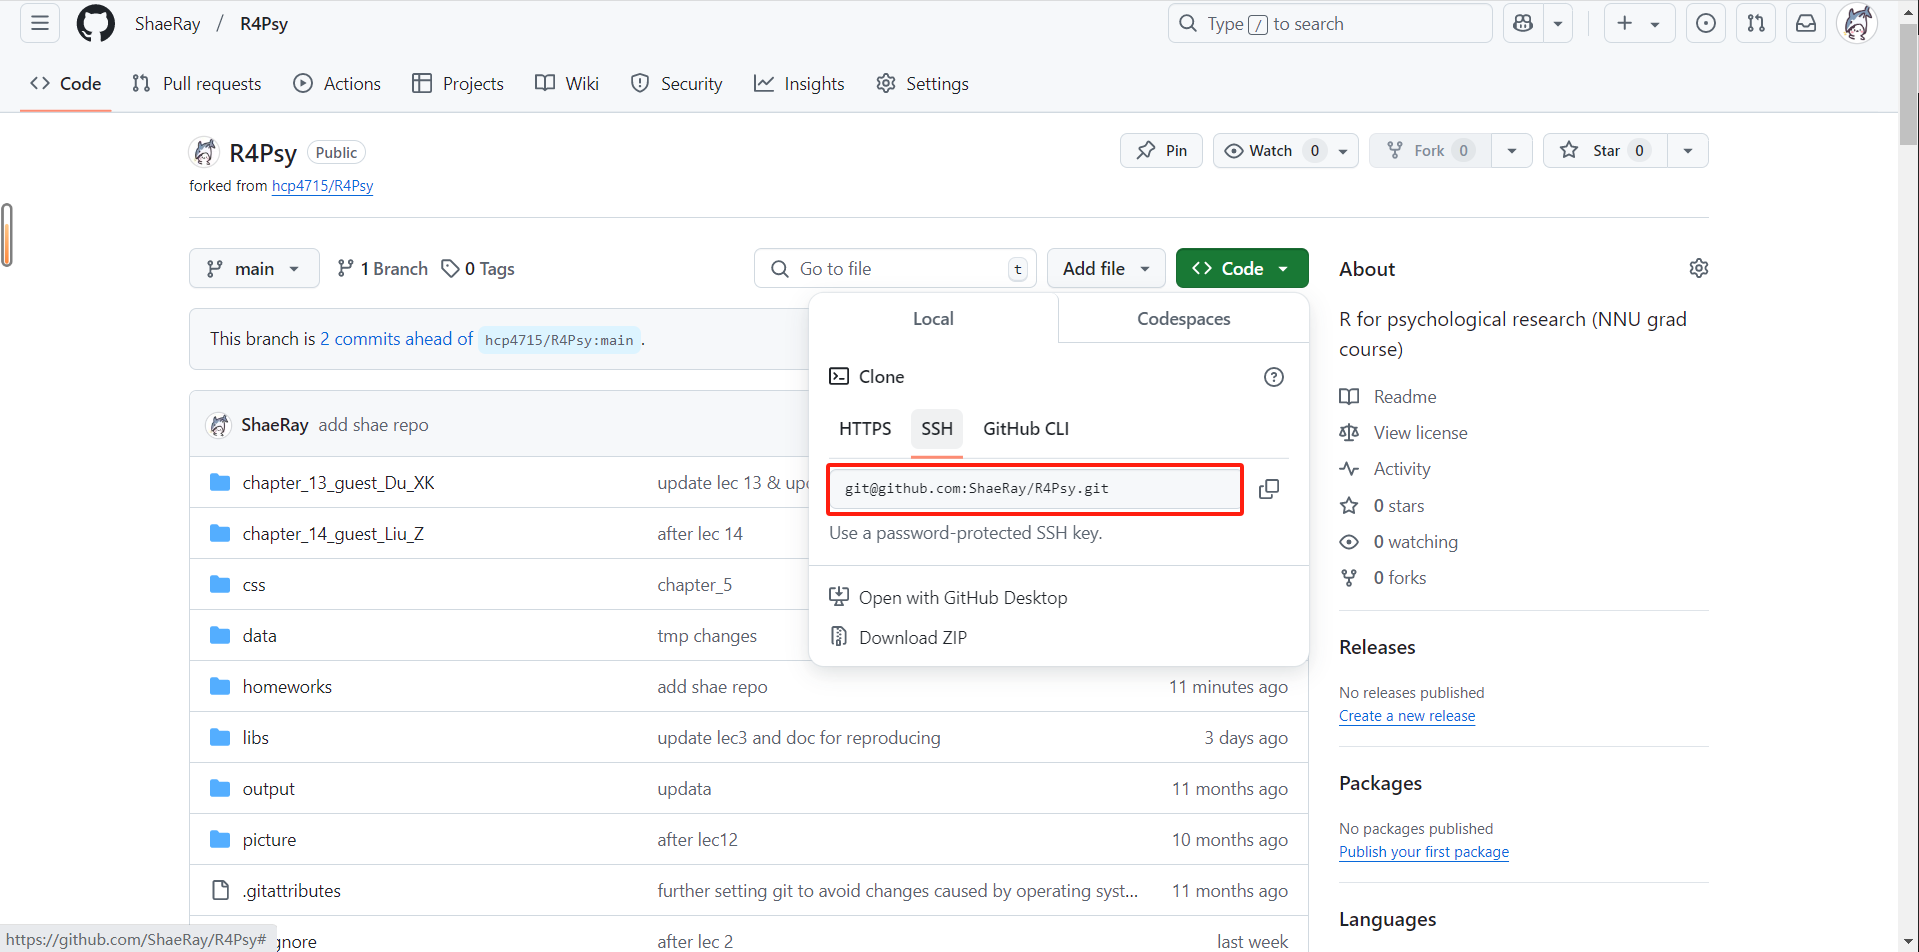 ShaeRay / R4Psy
Type / to search
Code Pull requests Actions Projects Wiki Security Insights Settings
R4Psy Public
Pin Watch 0 Fork 0 Star 0
forked from hcp4715/R4Psy
main 1 Branch 0 Tags Go to file t Add file Code
About
R for psychological research (NNU grad
course)
Readme
View license
Activity
0 stars
0 watching
0 forks
Releases
No releases published
Create a new release
Packages
No packages published
Publish your first package
Languages
This branch is 2 commits ahead of hcp4715/R4Psy:main .
Local Codespaces
Clone
HTTPS SSH GitHub CLI
git@github.com:ShaeRay/R4Psy.git
Use a password-protected SSH key.
Open with GitHub Desktop
Download ZIP
ShaeRay add shae repo
chapter_13_guest_Du_XK update lec 13 &
chapter_14_guest_Liu_Z after lec 14
css chapter_5
data tmp changes
homeworks add shae repo 11 minutes ago
libs update lec3 and doc for reproducing 3 days ago
output updata 11 months ago
picture after lec12 10 months ago
.gitattributes further setting git to avoid changes caused by operating syst... 11 months ago
gnore after lec 2 last week
https://github.com/ShaeRay/R4Psy#